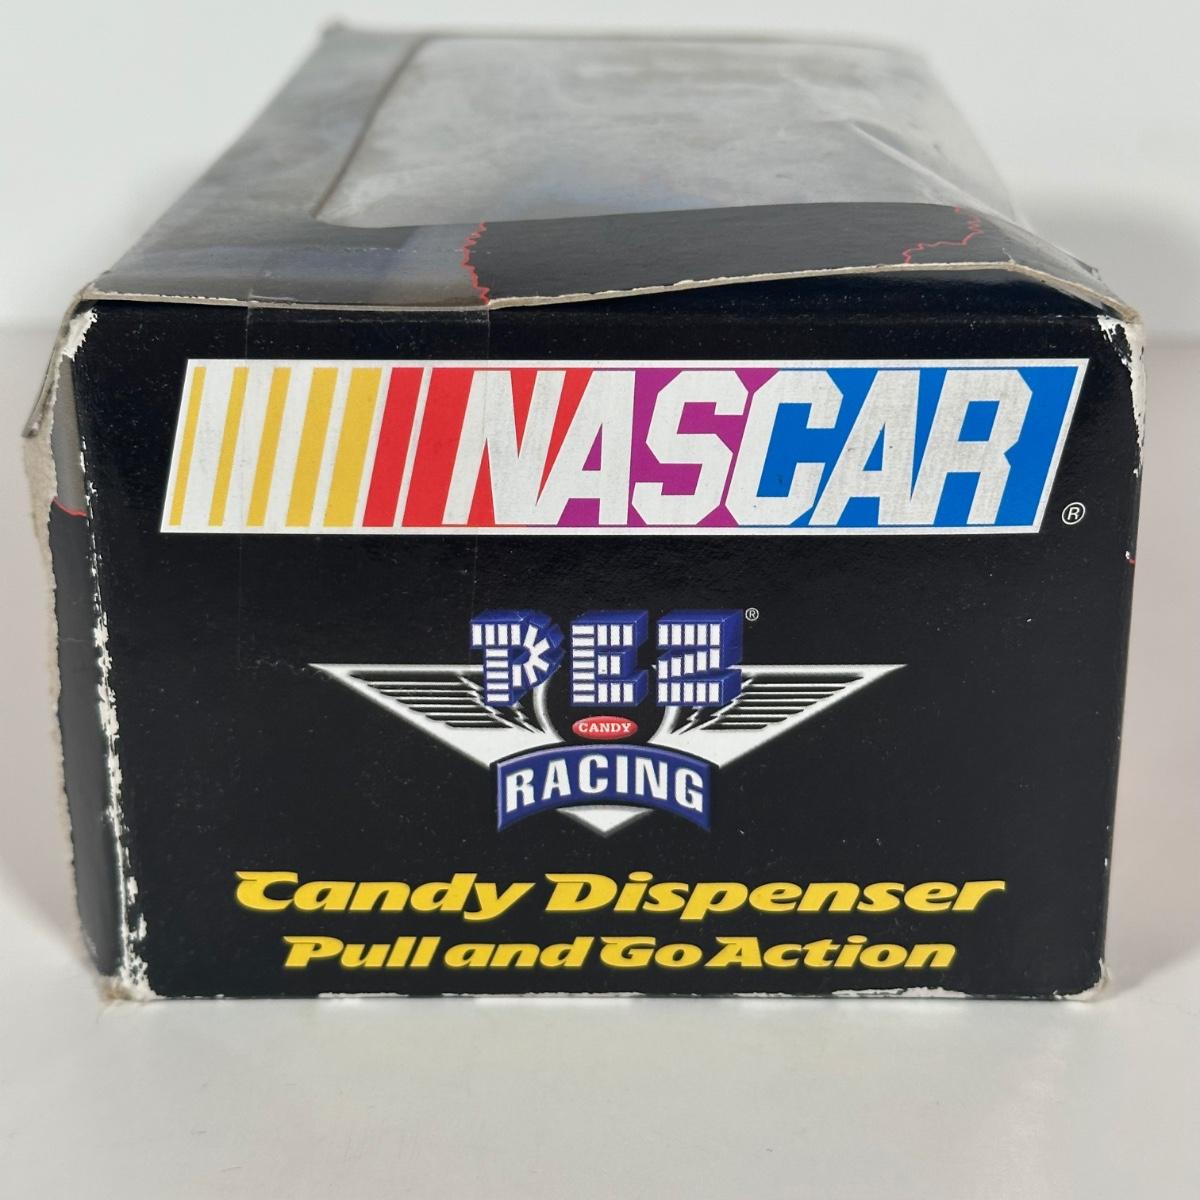 NASCAR ®
PEZ ®
CANDY
RACING
Candy Dispenser
Pull and Go Action